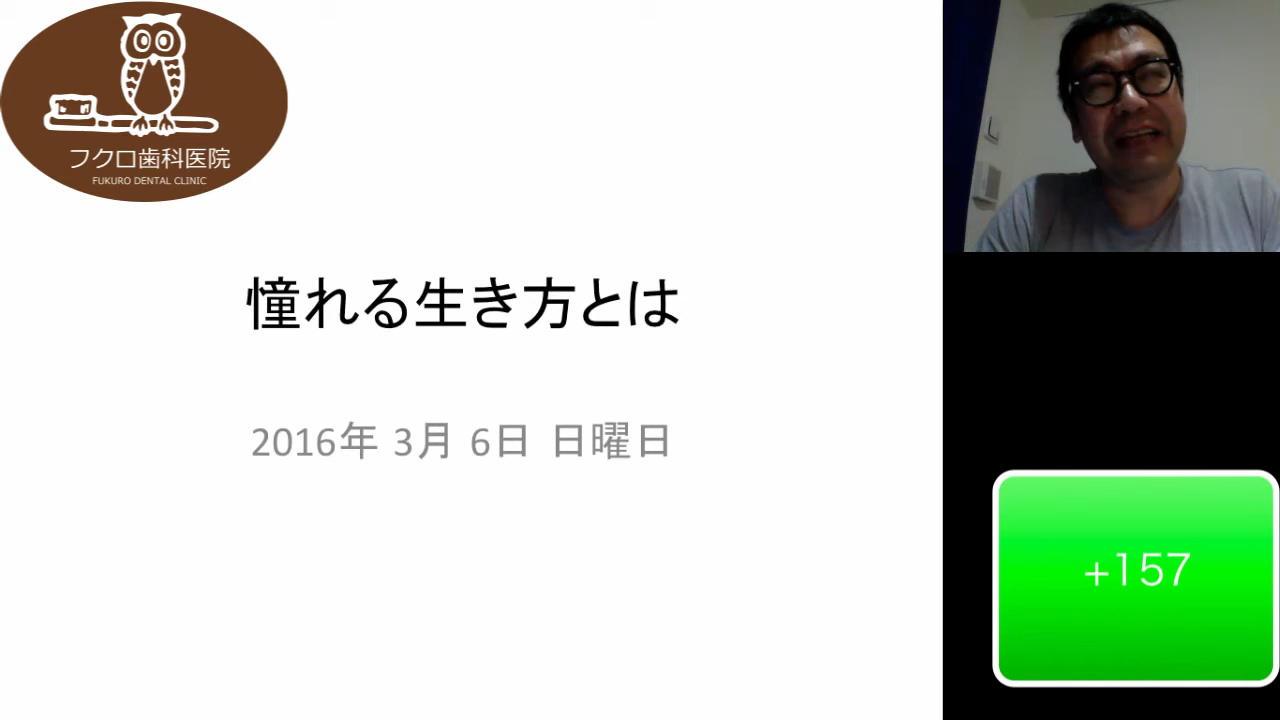 フクロ歯科医院
FUKURO DENTAL CLINIC
憧れる生き方とは
2016年 3月 6日 日曜日
+157